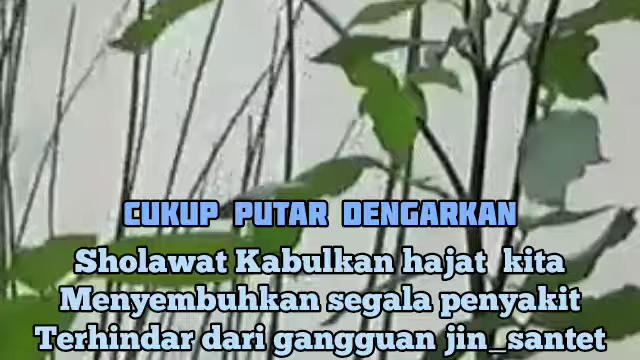 CUKUP PUTAR DENGARKAN
Sholawat Kabulkan hajat kita
Menyembuhkan segala penyakit
Terhindar dari gangguan jin_santet